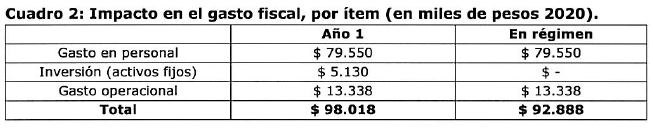 Cuadro 2: Impacto en el gasto fiscal, por ítem (en miles de pesos 2020).
Año 1 En régimen
Gasto en personal $ 79.550 $ 79.550
Inversión (activos fijos) $ 5.130 $ -
Gasto operacional $ 13.338 $ 13.338
Total $ 98.018 $ 92.888